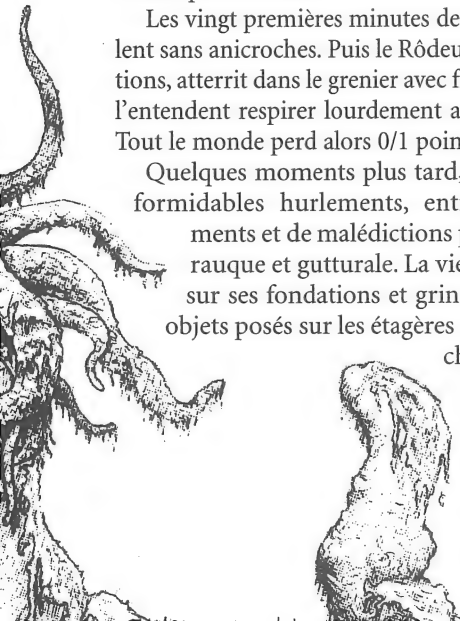 Les vingt premières minutes de
lent sans anicroches. Puis le Rôdeu
tions, atterrit dans le grenier avec f
l'entendent respirer lourdement a
Tout le monde perd alors 0/1 poin
Quelques moments plus tard,
formidables hurlements, ent
ments et de malédictions
rauque et gutturale. La vie
sur ses fondations et grin
objets posés sur les étagères
ch